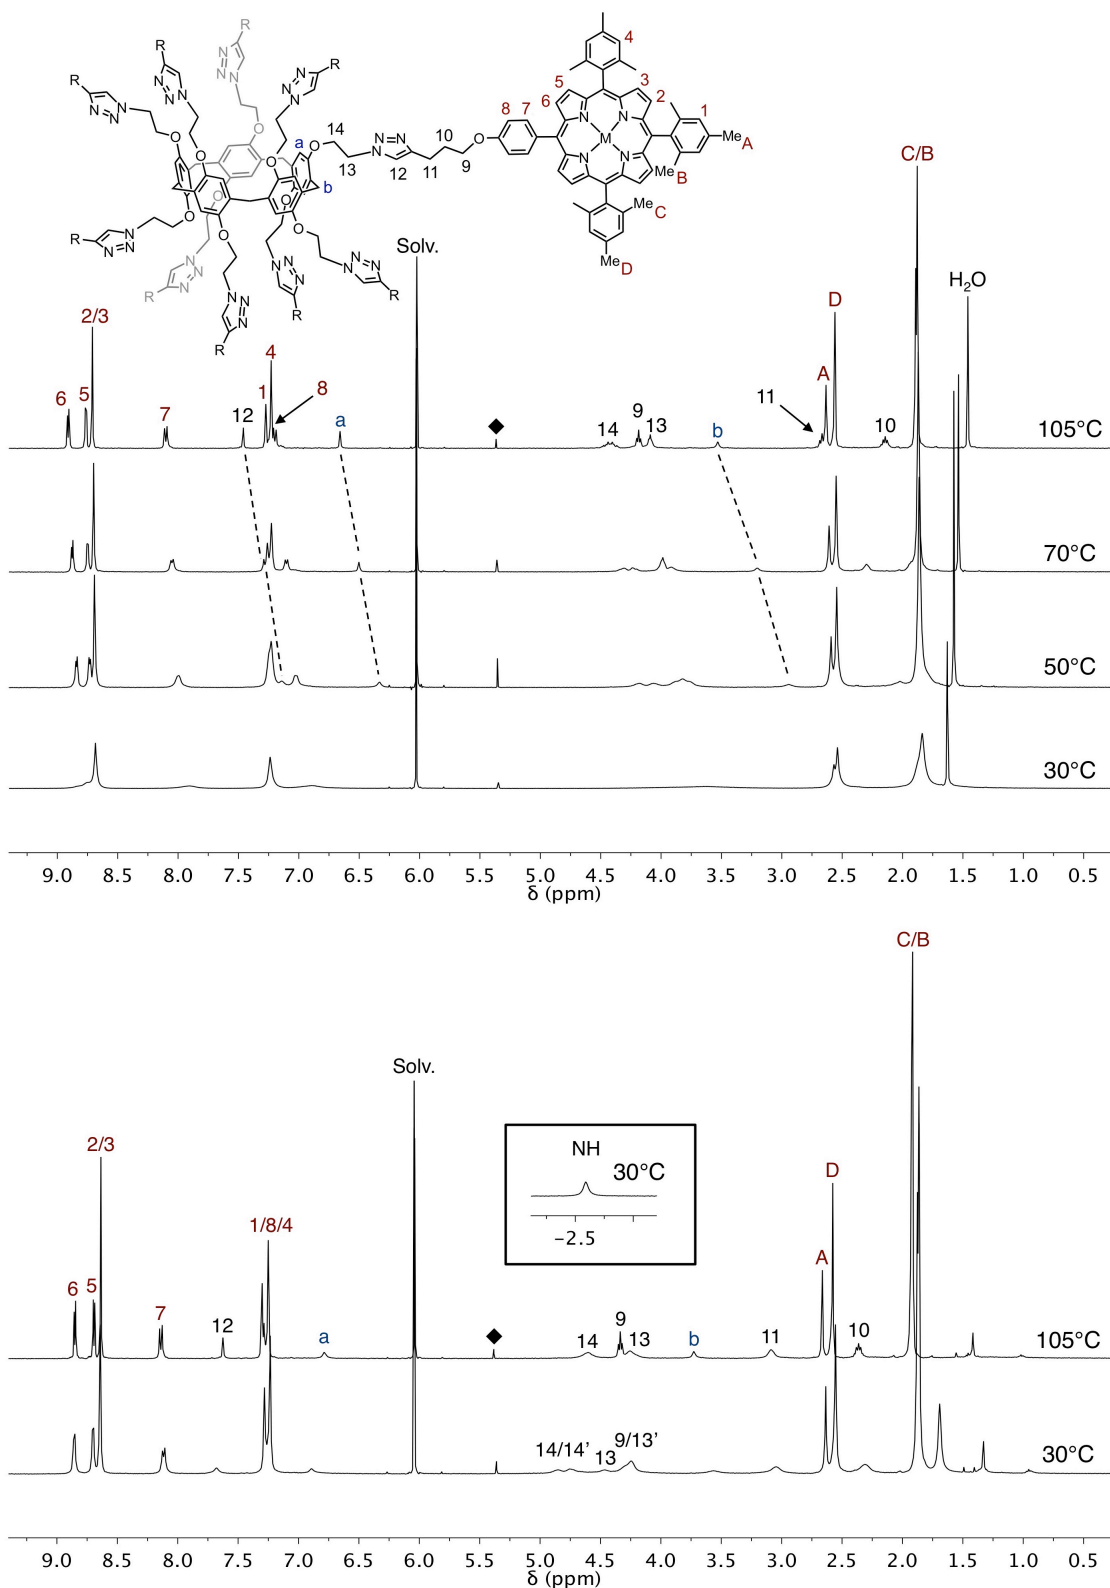 R R R R
N N N N N N N N N N N N
R
O O O O
a
14
N N N
12
10
11
13
9
O
8 7
b
4
5 3
6 2
N N
M
N N
1
Me A
Me B
Me C
Me D
O O O O O O
R R R R R R
N N N N N N N N N N N N N N N N N N
Solv.
C/B
H₂O
2/3
6 5 7 12 1 4 8 a ◆ 14 9 13 b 11 A D 10
105°C
70°C
50°C
30°C
9.0 8.5 8.0 7.5 7.0 6.5 6.0 5.5 5.0 4.5 4.0 3.5 3.0 2.5 2.0 1.5 1.0 0.5
δ (ppm)
C/B
Solv.
NH
30°C
−2.5
2/3
1/8/4
D
6 5 7 12 a ◆ 14 9 13 b 11 A 10
105°C
14/14' 13 9/13'
30°C
9.0 8.5 8.0 7.5 7.0 6.5 6.0 5.5 5.0 4.5 4.0 3.5 3.0 2.5 2.0 1.5 1.0 0.5
δ (ppm)